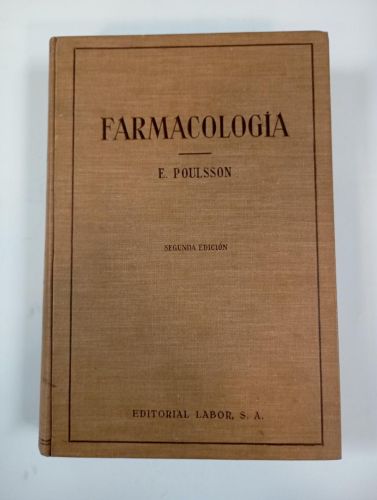 FARMACOLOGÍA
E. POULSSON
SEGUNDA EDICIÓN
EDITORIAL LABOR, S. A.